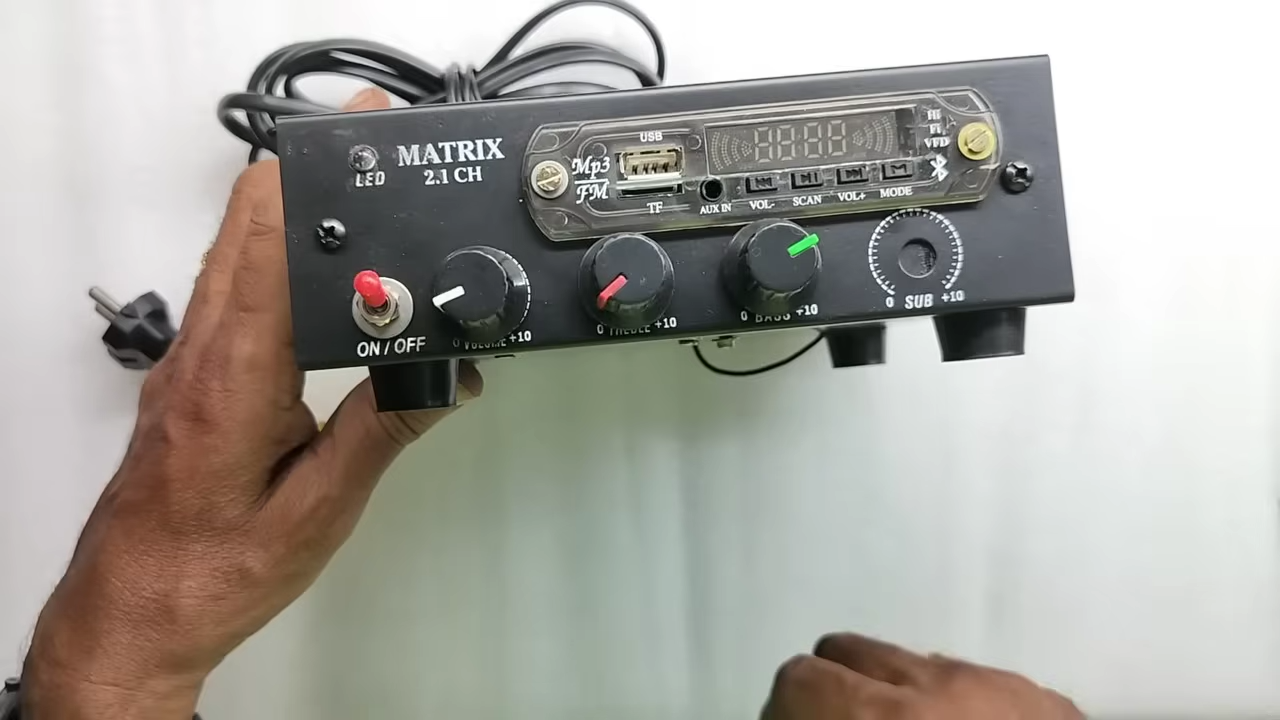 MATRIX
2.1 CH
LED
USB
Mp3
FM
TF
AUX IN
VOL-
SCAN
VOL+
MODE
Hi
Fi
VFD
ON / OFF
0 VOLUME +10
0 TREBLE +10
0 BASS +10
0 SUB +10